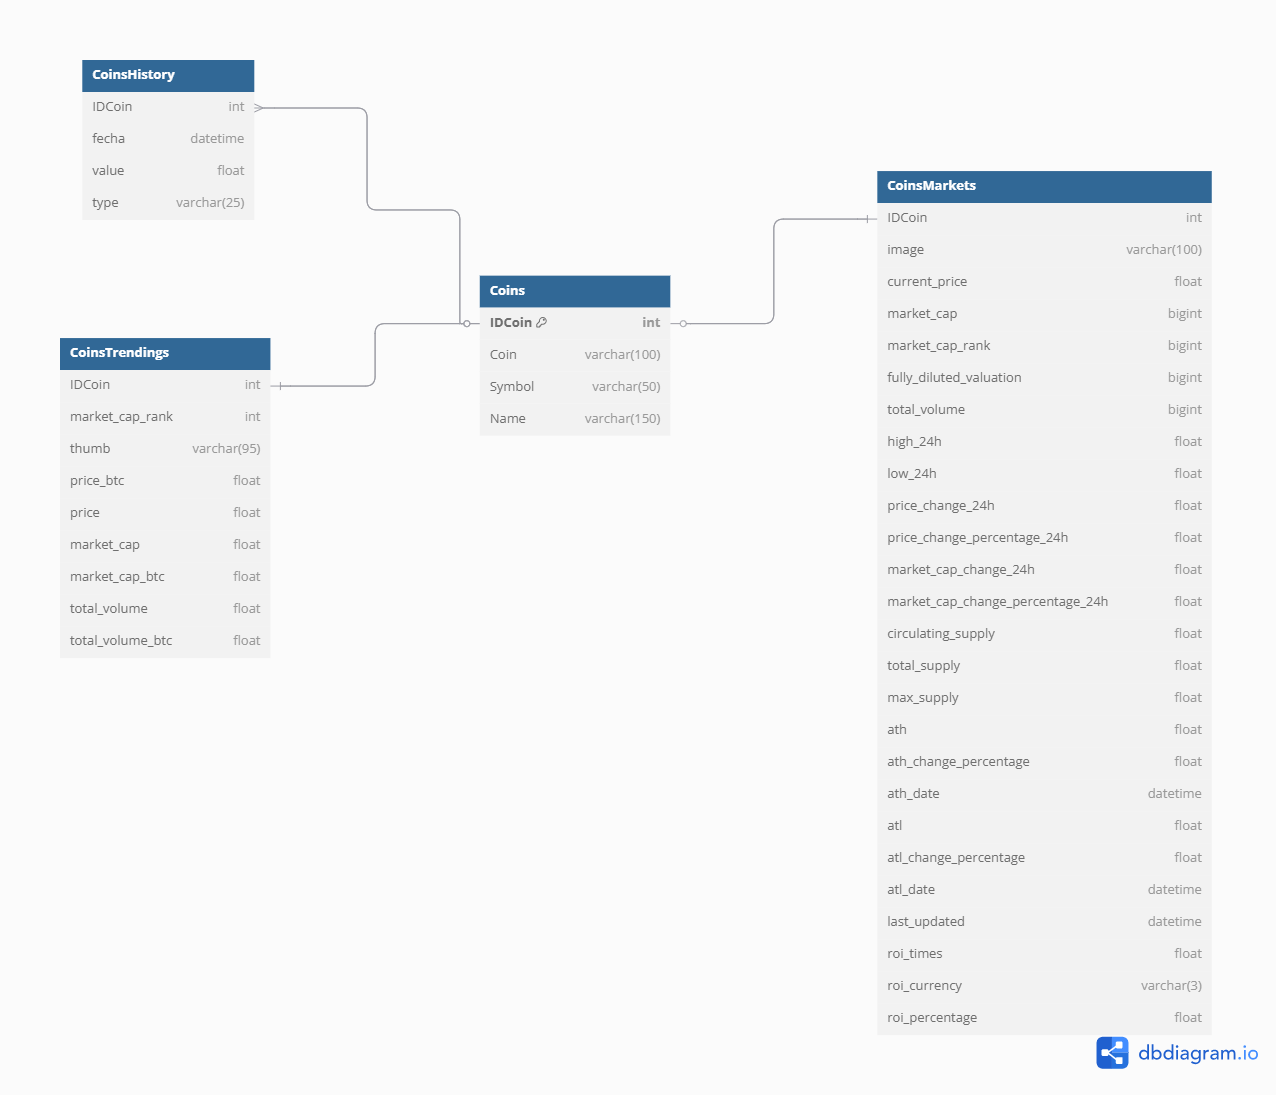 CoinsHistory
IDCoin int
fecha datetime
value float
type varchar(25)
CoinsTrendings
IDCoin int
market_cap_rank int
thumb varchar(95)
price_btc float
price float
market_cap float
market_cap_btc float
total_volume float
total_volume_btc float
Coins
IDCoin int
Coin varchar(100)
Symbol varchar(50)
Name varchar(150)
CoinsMarkets
IDCoin int
image varchar(100)
current_price float
market_cap bigint
market_cap_rank bigint
fully_diluted_valuation bigint
total_volume bigint
high_24h float
low_24h float
price_change_24h float
price_change_percentage_24h float
market_cap_change_24h float
market_cap_change_percentage_24h float
circulating_supply float
total_supply float
max_supply float
ath float
ath_change_percentage float
ath_date datetime
atl float
atl_change_percentage float
atl_date datetime
last_updated datetime
roi_times float
roi_currency varchar(3)
roi_percentage float
dbdiagram.io